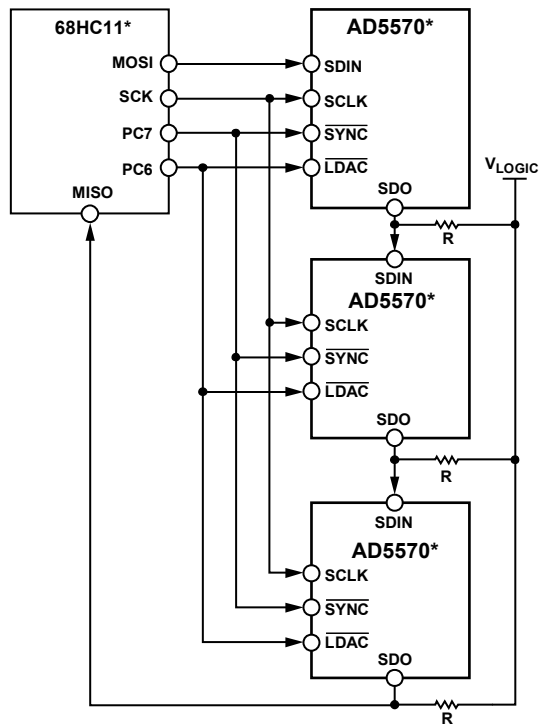 68HC11*
MOSI
SCK
PC7
PC6
MISO
AD5570*
SDIN
SCLK
SYNC
LDAC
SDO
VLOGIC
R
SDIN
AD5570*
SCLK
SYNC
LDAC
SDO
R
SDIN
AD5570*
SCLK
SYNC
LDAC
SDO
R